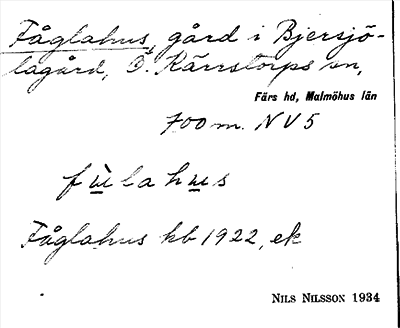 Fåglahus, gård i Bjersjö-
lagård, Ö. Kärrstorps sn,
Färs hd, Malmöhus län
700 m. NV 5
fùlahus
Fåglahus kb 1922, ek
NILS NILSSON 1934